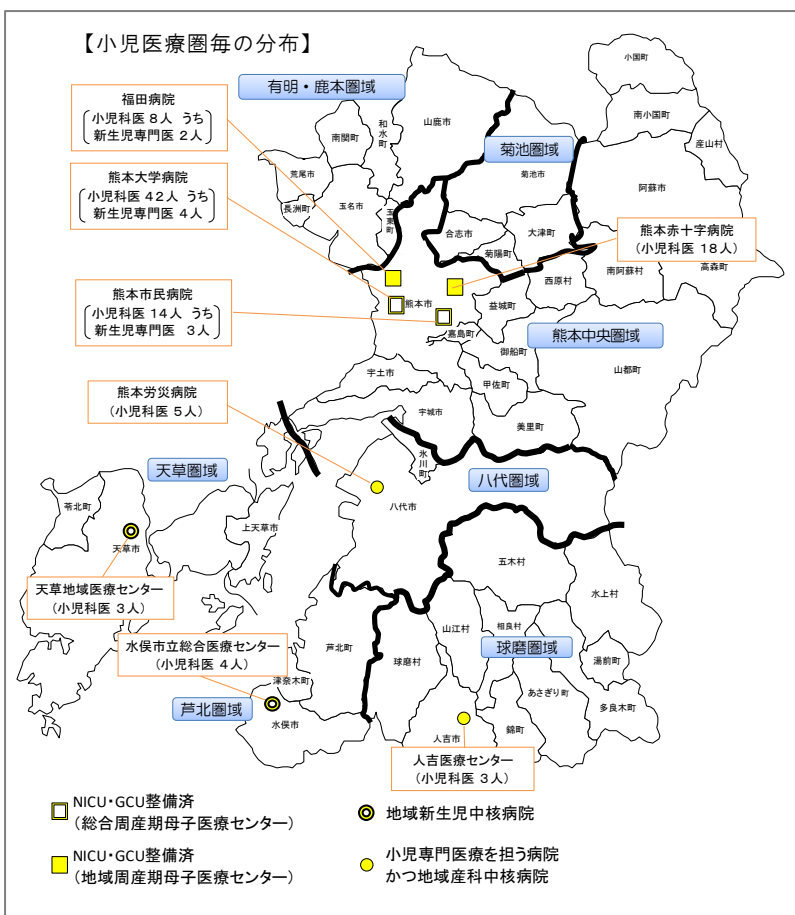 【小児医療圏毎の分布】
有明・鹿本圏域
福田病院
小児科医8人 うち
新生児専門医2人
熊本大学病院
小児科医42人 うち
新生児専門医4人
熊本市民病院
小児科医14人 うち
新生児専門医 3人
熊本労災病院
(小児科医5人)
熊本赤十字病院
(小児科医18人)
小国町
南小国町
産山村
阿蘇市
山鹿市
和水町
南関町
荒尾市
長洲町
玉名市
玉東町
菊池圏域
菊池市
合志市
大津町
菊陽町
西原村
南阿蘇村
高森町
熊本市
益城町
嘉島町
熊本中央圏域
御船町
山都町
甲佐町
宇土市
宇城市
美里町
氷川町
八代圏域
八代市
天草圏域
苓北町
天草市
上天草市
天草地域医療センター
(小児科医3人)
水俣市立総合医療センター
(小児科医4人)
五木村
水上村
山江村
相良村
球磨圏域
湯前町
芦北町
球磨村
あさぎり町
多良木町
津奈木町
芦北圏域
水俣市
人吉市
錦町
人吉医療センター
(小児科医3人)
NICU・GCU整備済
(総合周産期母子医療センター)
地域新生児中核病院
NICU・GCU整備済
(地域周産期母子医療センター)
小児専門医療を担う病院
かつ地域産科中核病院